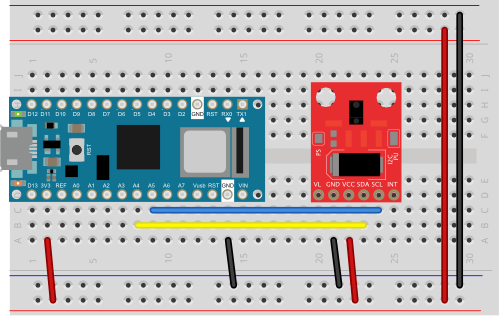 1 5 10 15 20 25 30
J J
I I
H H
G G
F F
D12 D11 D10 D9 D8 D7 D6 D5 D4 D3 D2 GND RST RX0 TX1
RST
PS I2C PU
VL GND VCC SDA SCL INT
D13 3V3 REF A0 A1 A2 A3 A4 A5 A6 A7 Vusb RST GND VIN
E
D
C C
B B
A A
1 5 10 15 20 25 30